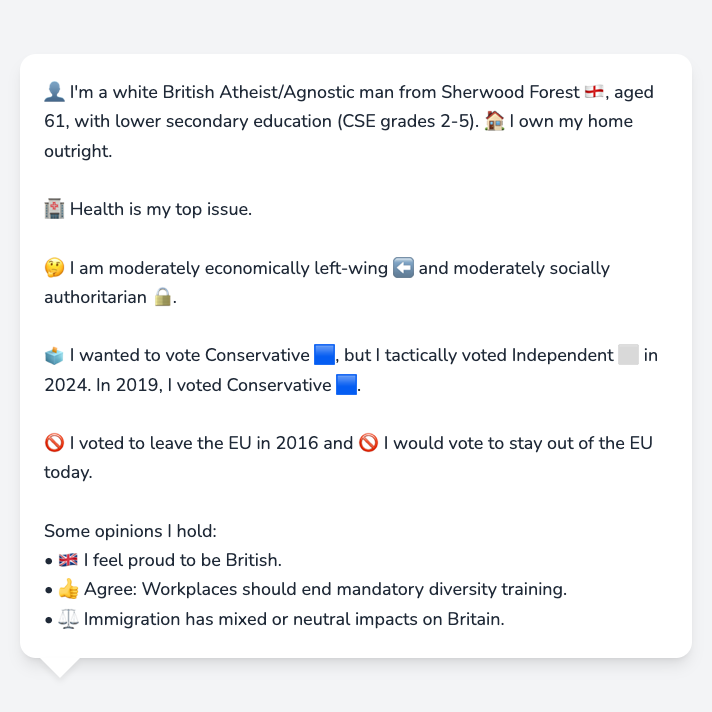 👤 I'm a white British Atheist/Agnostic man from Sherwood Forest 🏴󠁧󠁢󠁥󠁮󠁧󠁿, aged
61, with lower secondary education (CSE grades 2-5). 🏠 I own my home
outright.
🏥 Health is my top issue.
🤔 I am moderately economically left-wing ⬅️ and moderately socially
authoritarian 🔒.
🗳️ I wanted to vote Conservative 🟦, but I tactically voted Independent ⬜ in
2024. In 2019, I voted Conservative 🟦.
🚫 I voted to leave the EU in 2016 and 🚫 I would vote to stay out of the EU
today.
Some opinions I hold:
• 🇬🇧 I feel proud to be British.
• 👍 Agree: Workplaces should end mandatory diversity training.
• ⚖️ Immigration has mixed or neutral impacts on Britain.